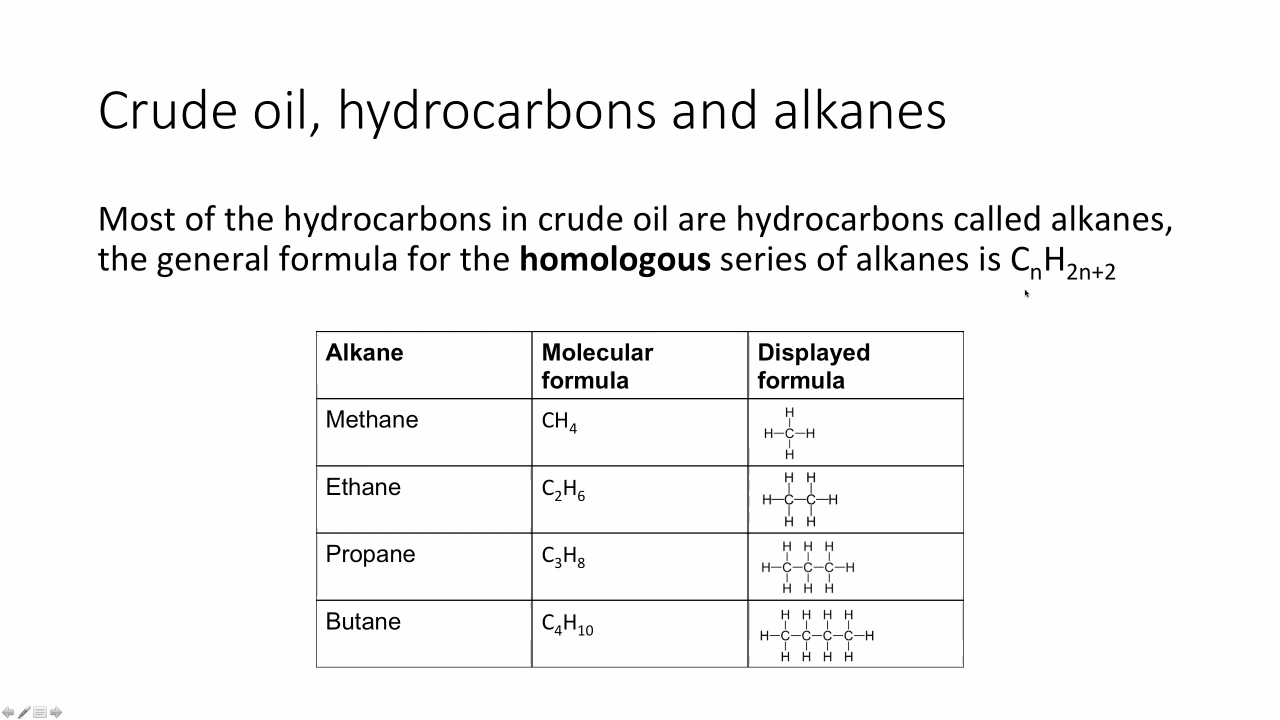 Crude oil, hydrocarbons and alkanes
Most of the hydrocarbons in crude oil are hydrocarbons called alkanes,
the general formula for the homologous series of alkanes is CₙH₂ₙ₊₂
Alkane Molecular formula Displayed formula
Methane CH₄
H
H–C–H
H
Ethane C₂H₆
H H
H–C–C–H
H H
Propane C₃H₈
H H H
H–C–C–C–H
H H H
Butane C₄H₁₀
H H H H
H–C–C–C–C–H
H H H H